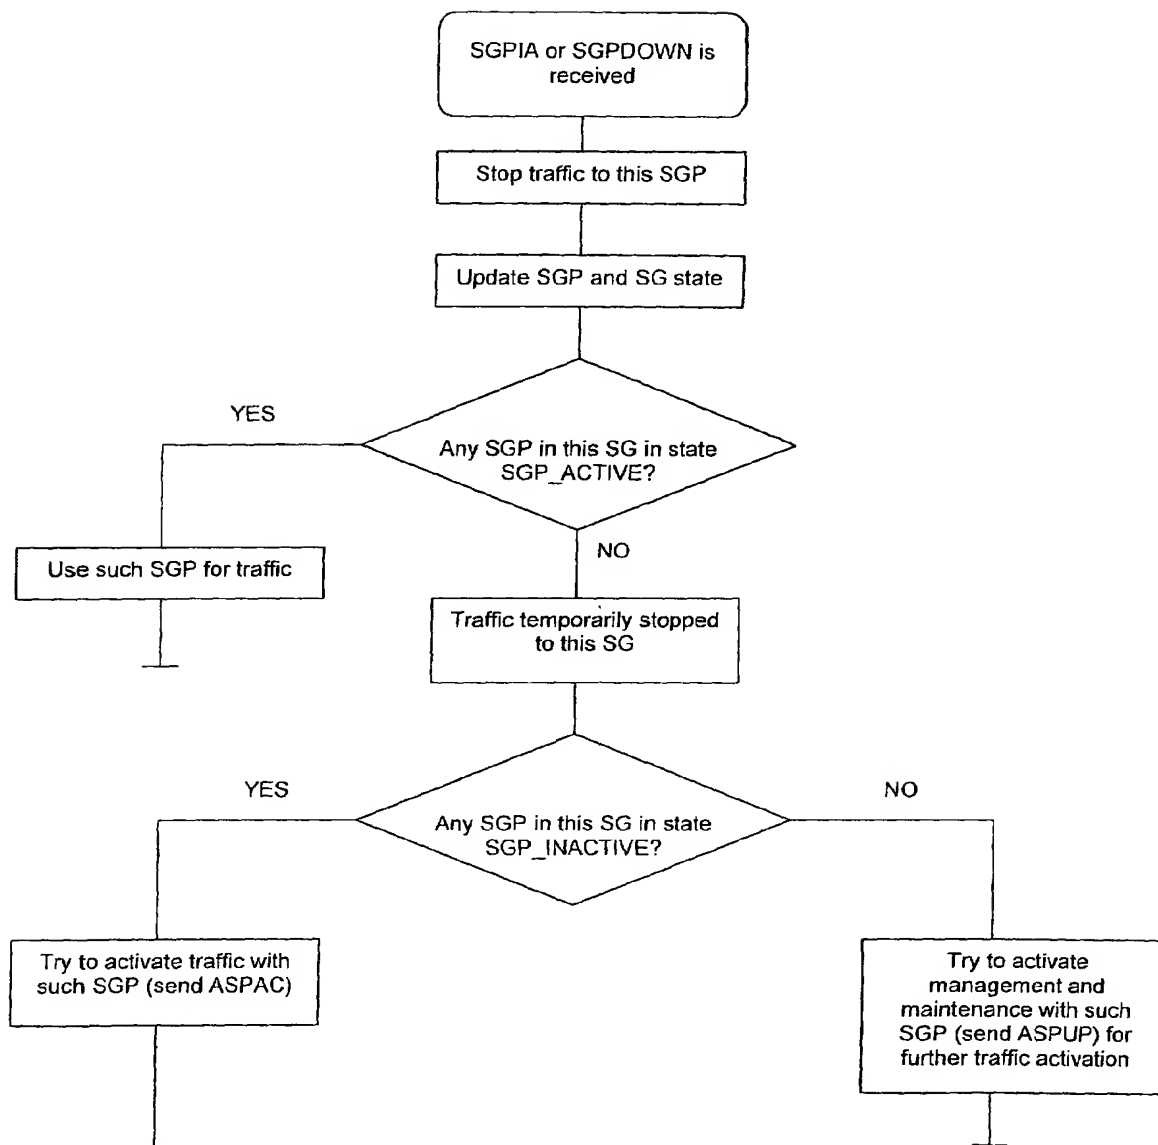 SGPIA or SGPDOWN is
received
Stop traffic to this SGP
Update SGP and SG state
YES
Any SGP in this SG in state
SGP_ACTIVE?
NO
Use such SGP for traffic
Traffic temporarily stopped
to this SG
YES
NO
Any SGP in this SG in state
SGP_INACTIVE?
Try to activate traffic with
such SGP (send ASPAC)
Try to activate
management and
maintenance with such
SGP (send ASPUP) for
further traffic activation